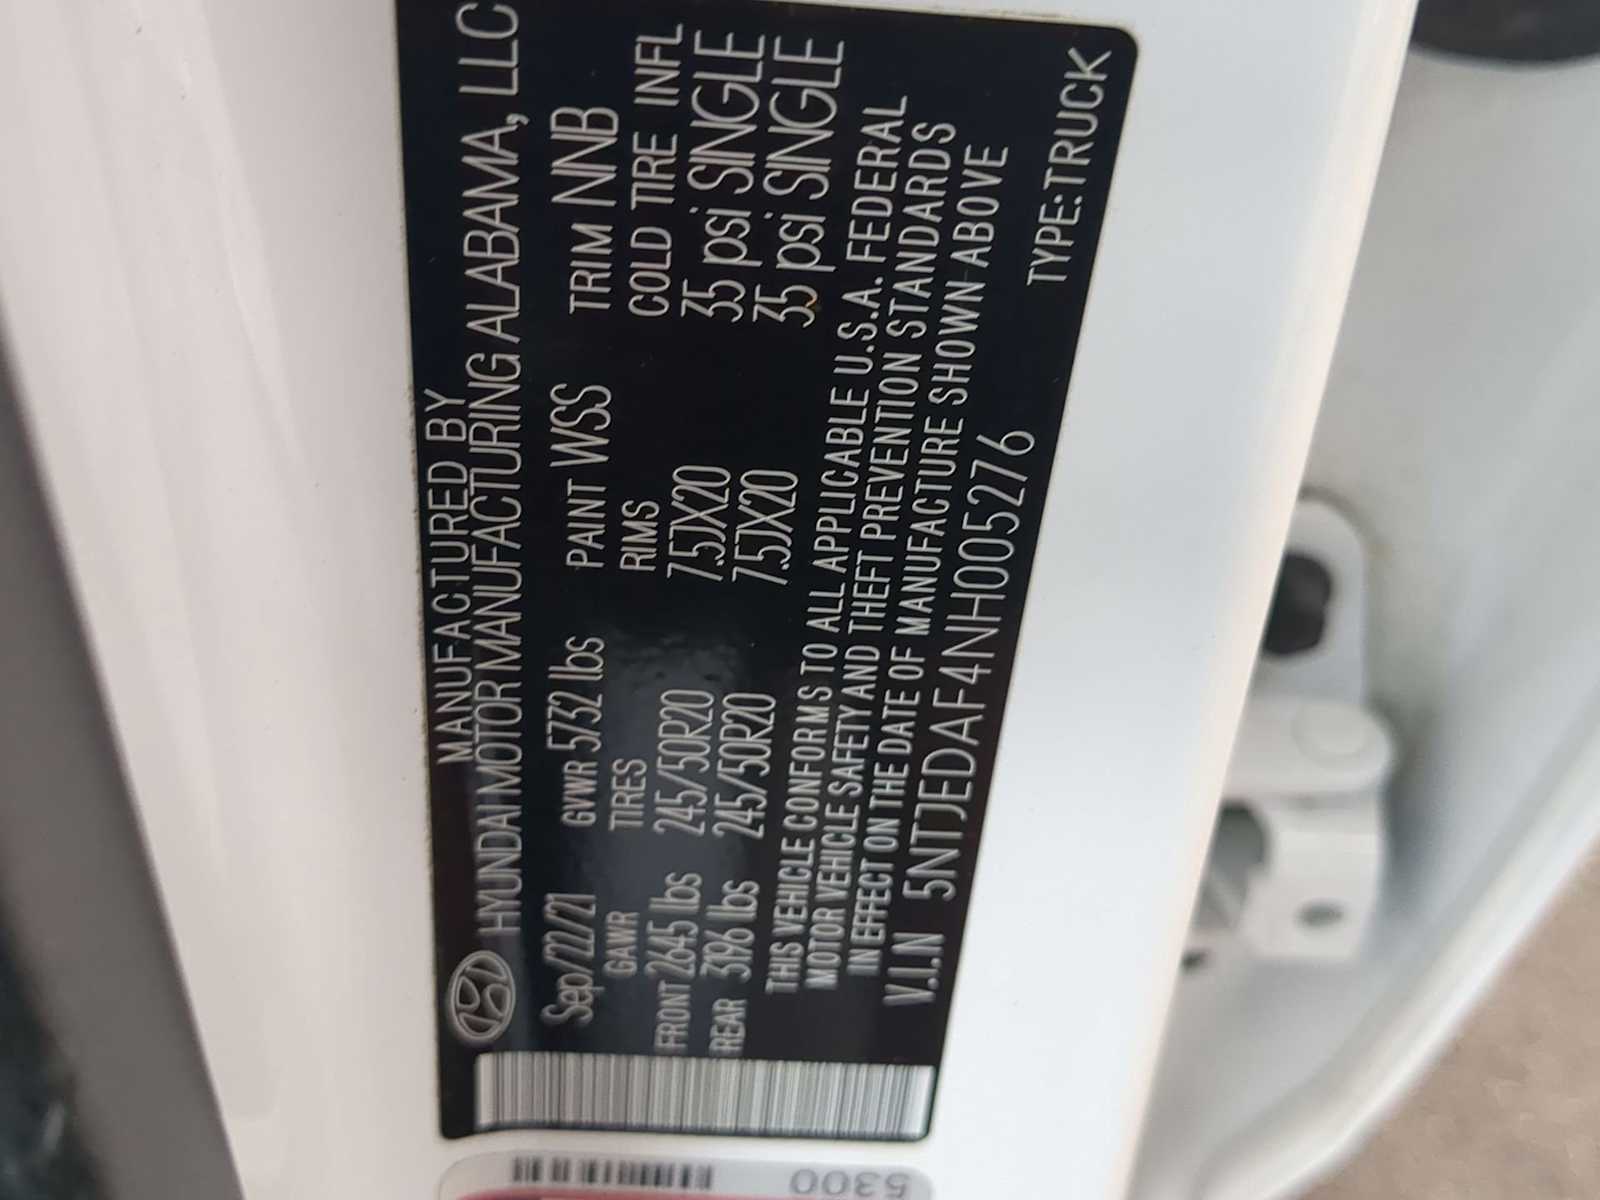 MANUFACTURED BY
HYUNDAI MOTOR MANUFACTURING ALABAMA, LLC
Sep/22/21 GVWR 5732 lbs PAINT WSS TRIM NNB
GAWR TIRES RIMS COLD TIRE INFL
FRONT 2645 lbs 245/50R20 7.5JX20 35 psi SINGLE
REAR 3196 lbs 245/50R20 7.5JX20 35 psi SINGLE
THIS VEHICLE CONFORMS TO ALL APPLICABLE U.S.A. FEDERAL
MOTOR VEHICLE SAFETY AND THEFT PREVENTION STANDARDS
IN EFFECT ON THE DATE OF MANUFACTURE SHOWN ABOVE
V.I.N 5NTJEDAF4NH005276 TYPE:TRUCK
5300